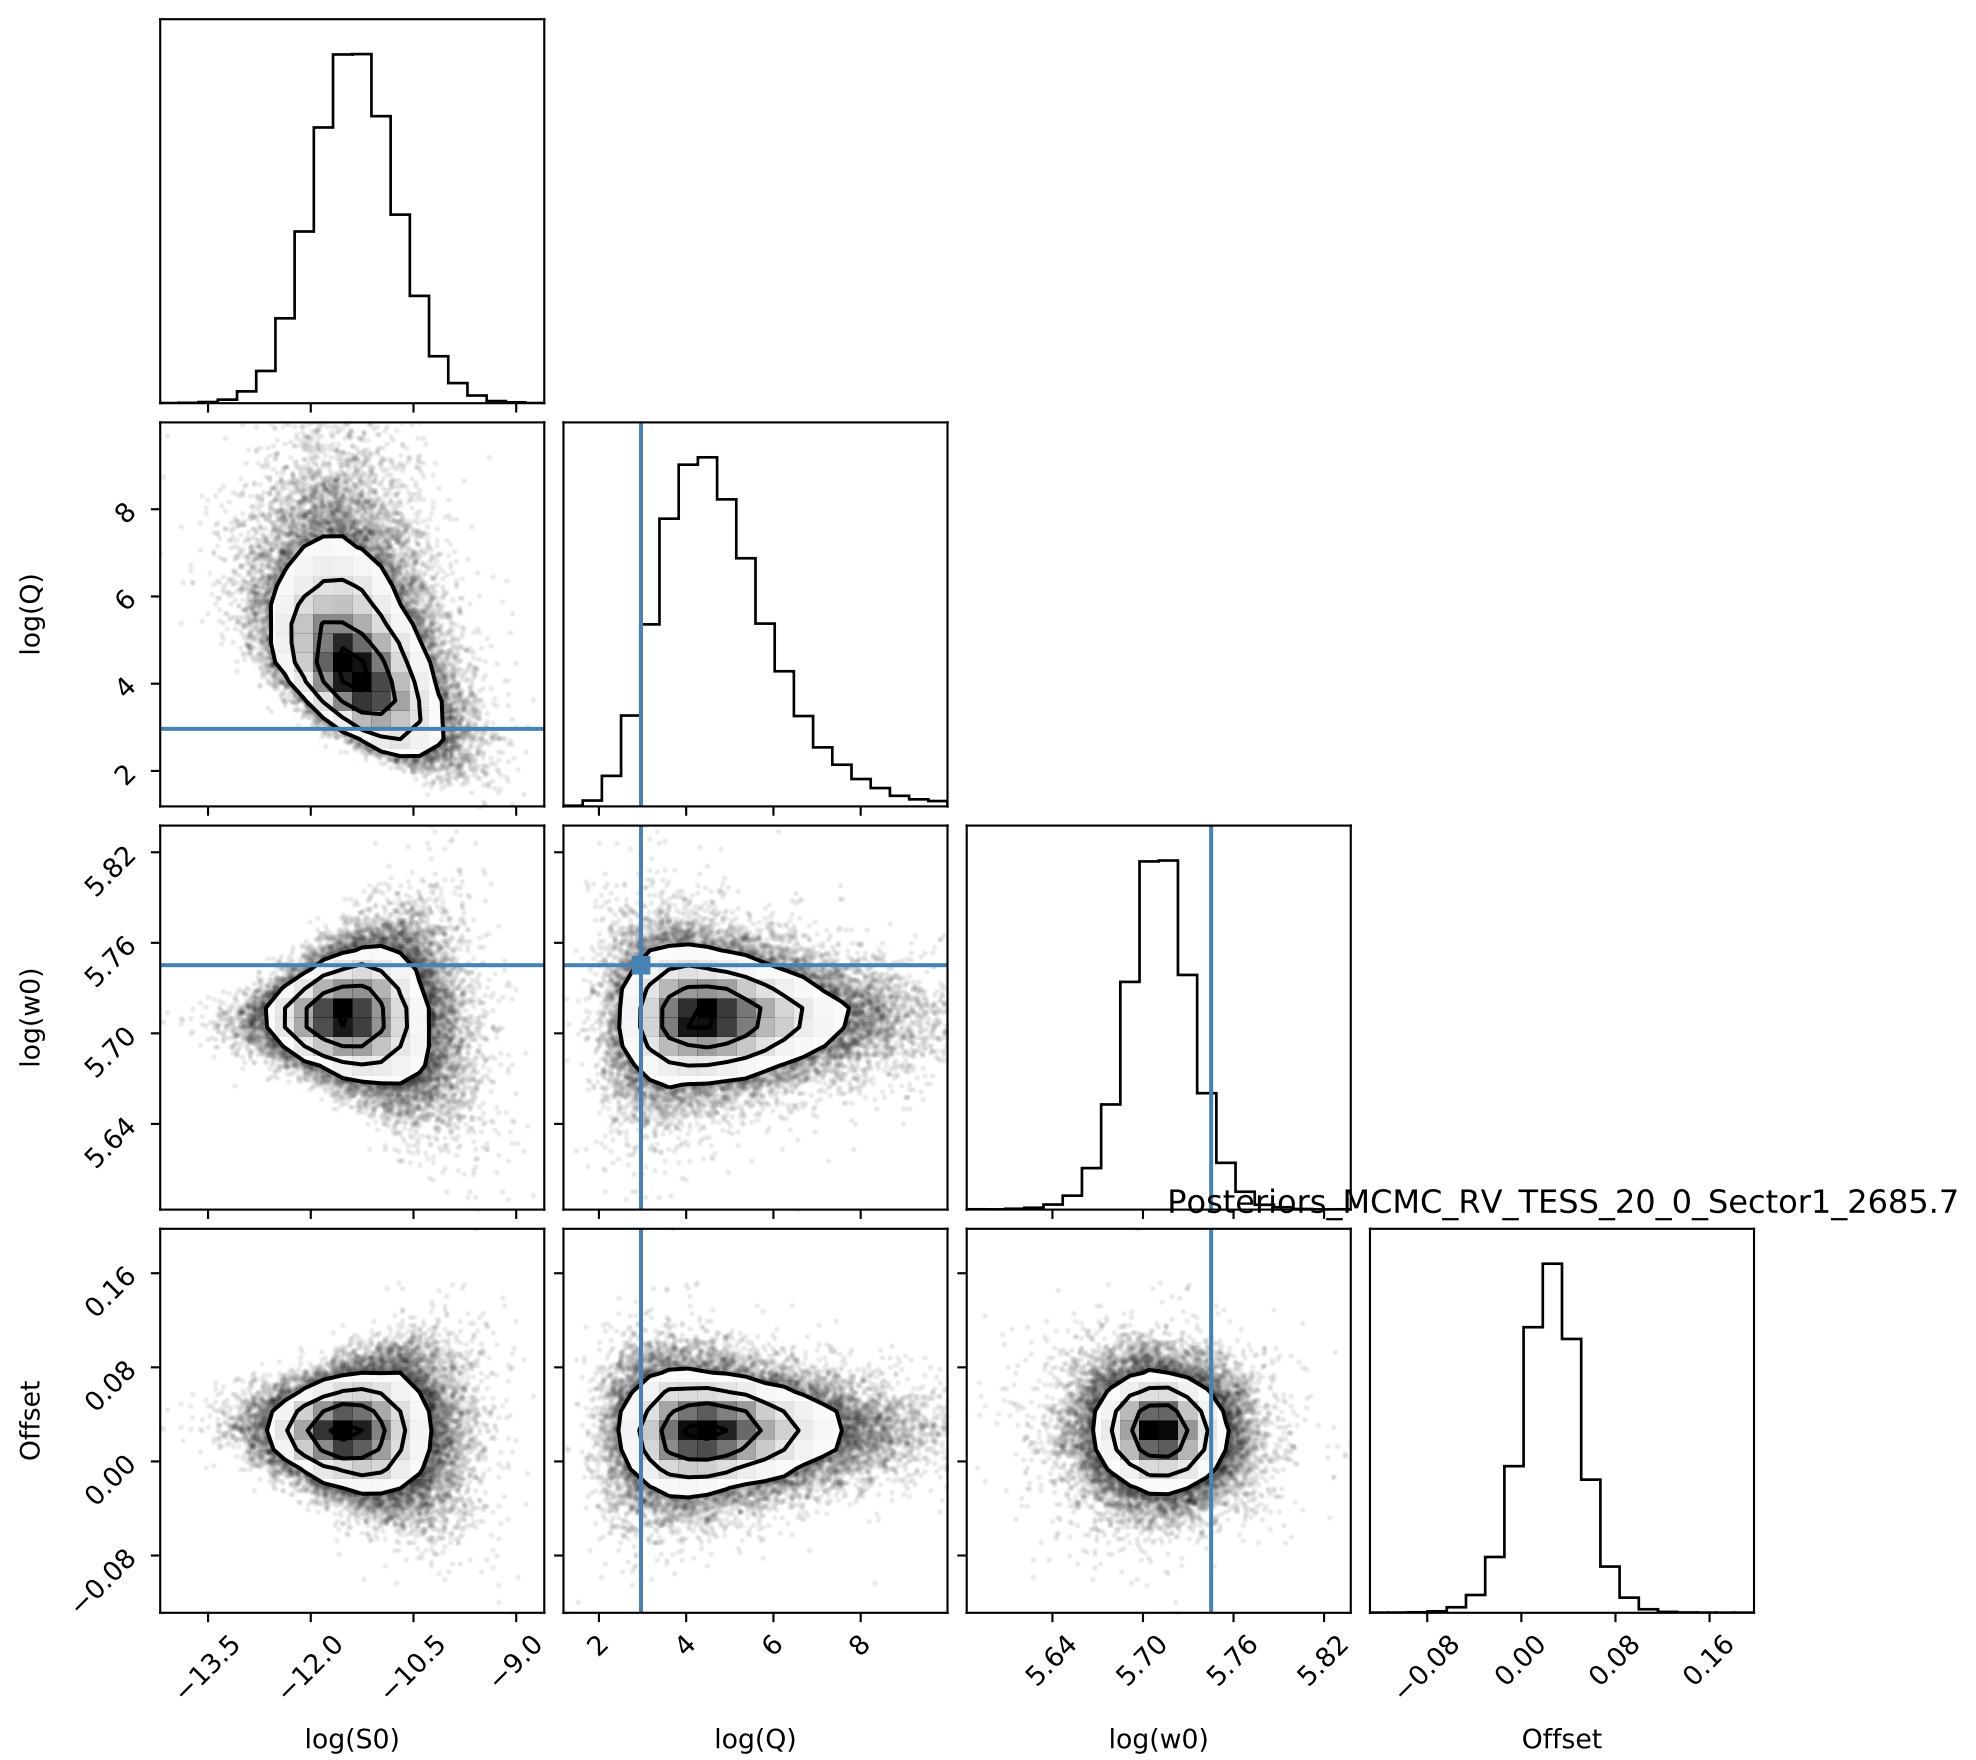 8
6
4
2
log(Q)
5.82
5.76
5.70
5.64
log(w0)
Posteriors_MCMC_RV_TESS_20_0_Sector1_2685.7
0.16
0.08
0.00
−0.08
Offset
−13.5 −12.0 −10.5 −9.0 2 4 6 8 5.64 5.70 5.76 5.82 −0.08 0.00 0.08 0.16
log(S0) log(Q) log(w0) Offset